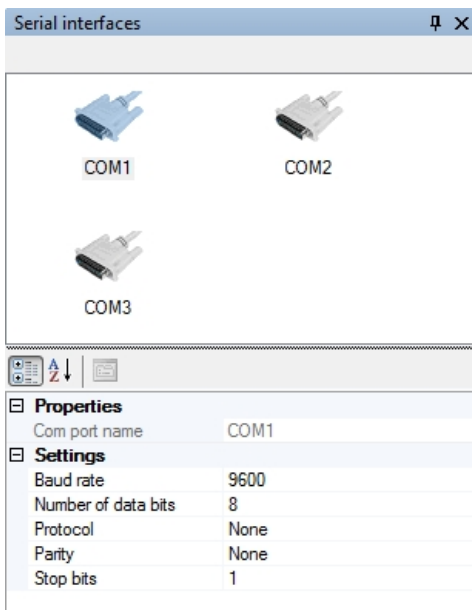 Serial interfaces
COM1 COM2
COM3
A
Z
Properties
Com port name COM1
Settings
Baud rate 9600
Number of data bits 8
Protocol None
Parity None
Stop bits 1